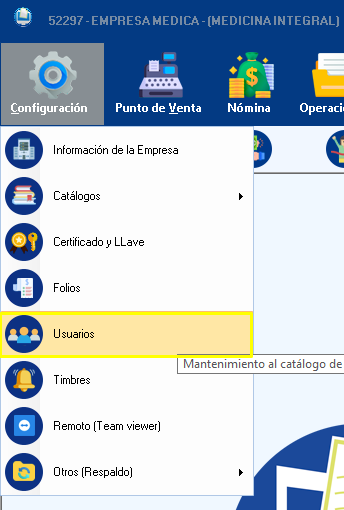 52297 - EMPRESA MEDICA - (MEDICINA INTEGRAL)
Configuración
Punto de Venta
Nómina
Operacio
Información de la Empresa
Catálogos
Certificado y LLave
Folios
Usuarios
Mantenimiento al catálogo de
Timbres
Remoto (Team viewer)
Otros (Respaldo)